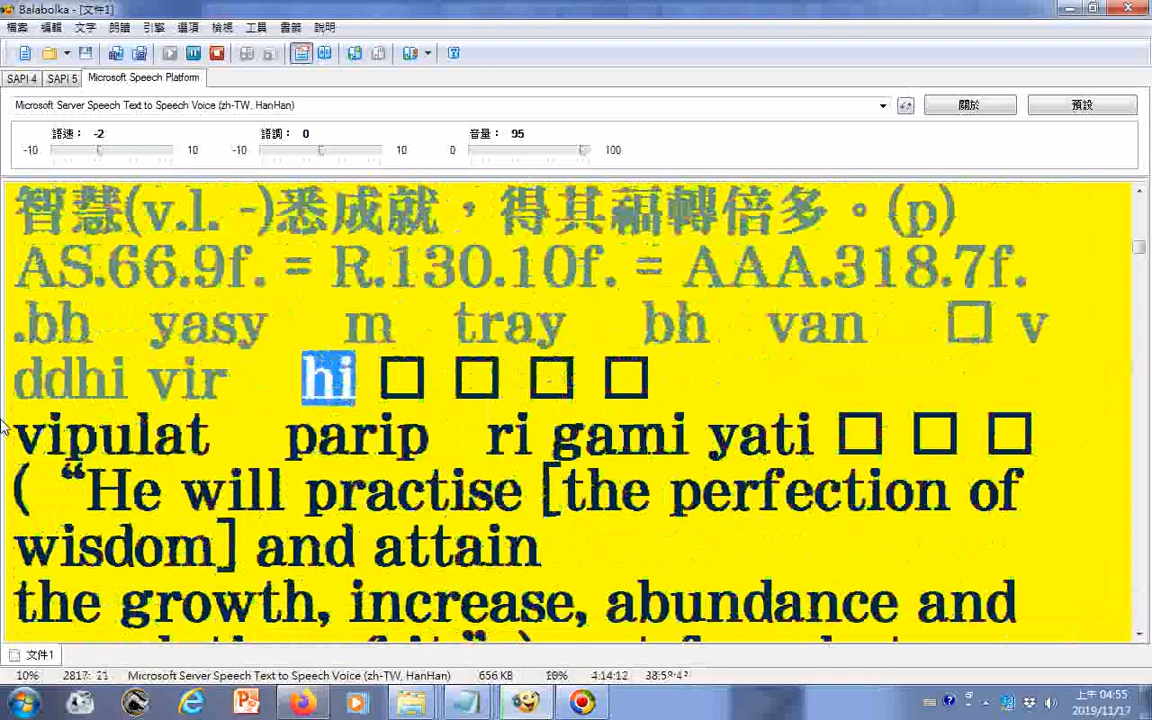 Balabolka - [文件1]
檔案 編輯 文字 朗讀 引擎 選項 檢視 工具 書籤 說明
SAPI 4 SAPI 5 Microsoft Speech Platform
Microsoft Server Speech Text to Speech Voice (zh-TW, HanHan) 關於 預設
語速： -2 語調： 0 音量： 95
-10 10 -10 10 0 100
智慧(v.l. -)悉成就，得其福轉倍多。(p)
AS.66.9f. = R.130.10f. = AAA.318.7f.
.bh yasy m tray bh van □ v
ddhi vir hi □ □ □ □
vipulat parip ri gami yati □ □ □
( “He will practise [the perfection of
wisdom] and attain
the growth, increase, abundance and
文件1
10% 2817: 21 Microsoft Server Speech Text to Speech Voice (zh-TW, HanHan) 656 KB 10% 4:14:12
上午 04:55
2019/11/17